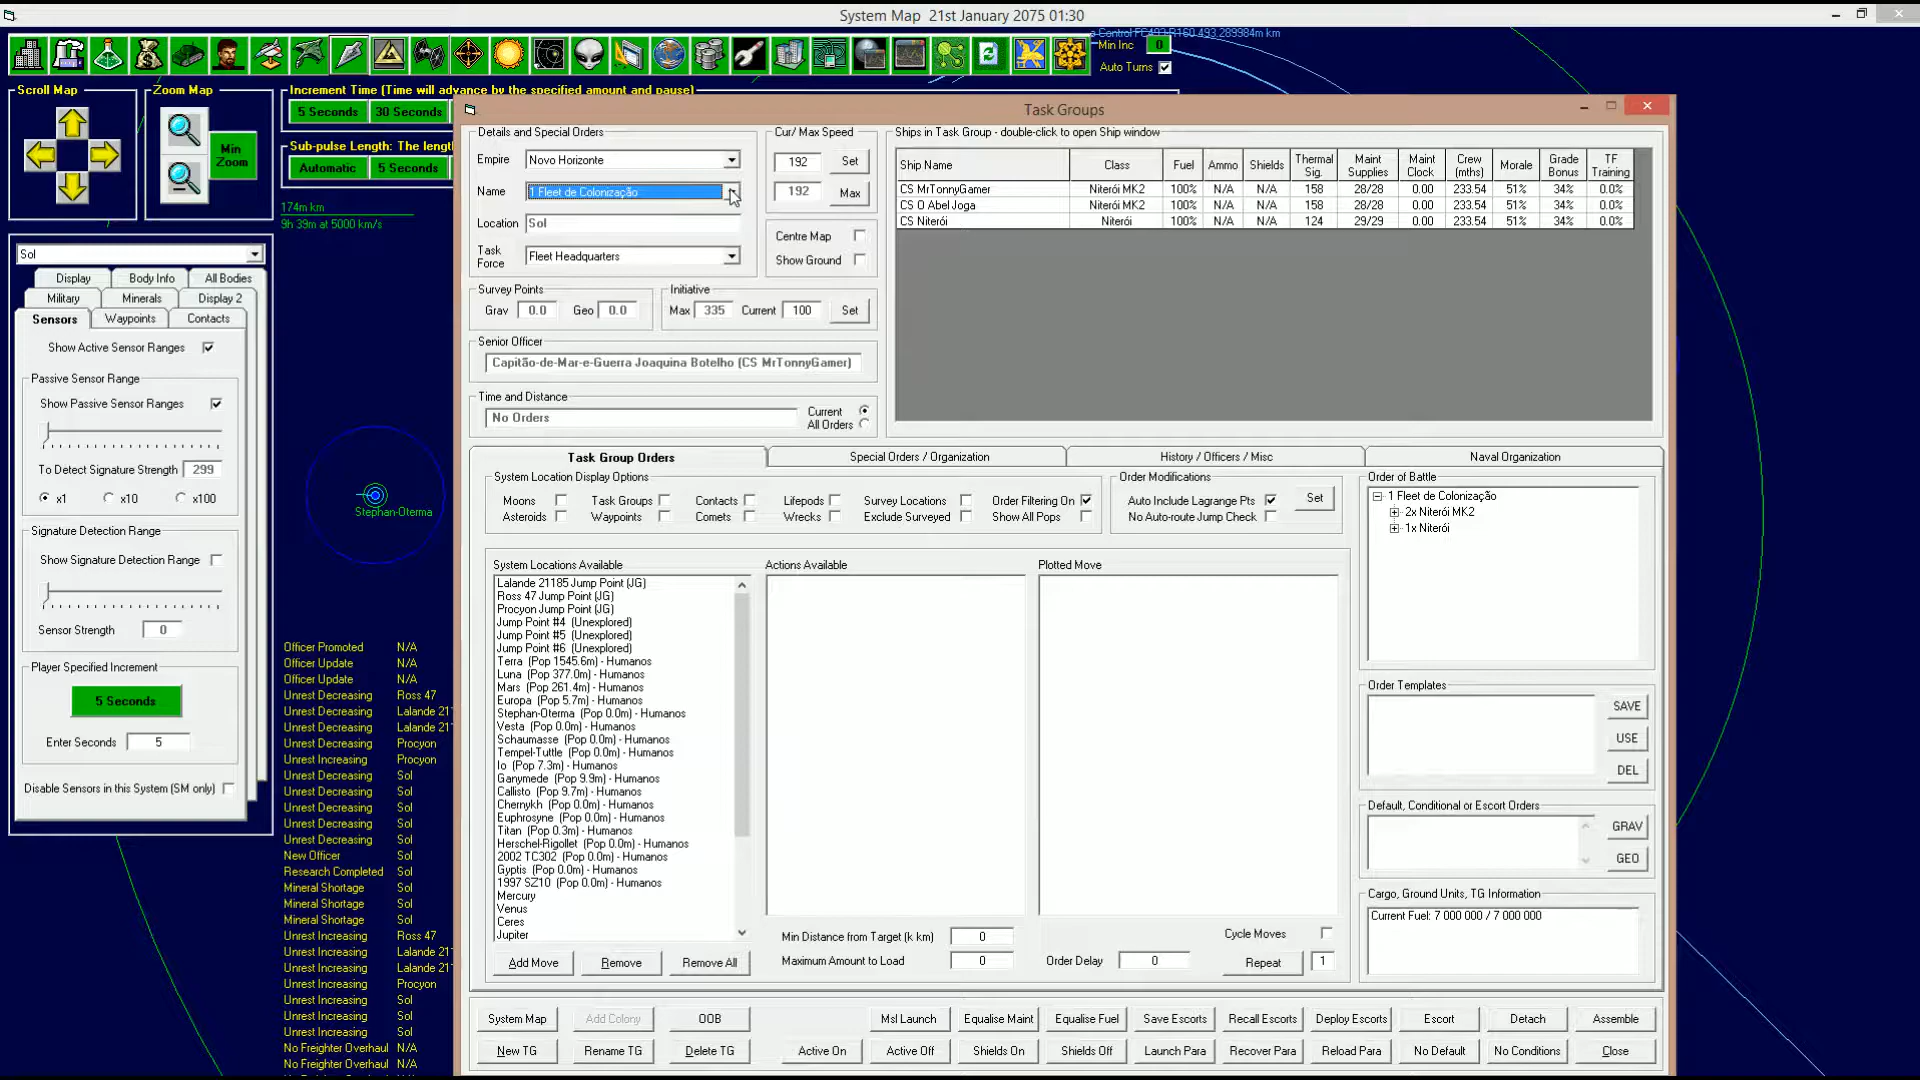 System Map 21st January 2075 01:30
Min Inc 0
Auto Turns
Scroll Map
Zoom Map
Min Zoom
Increment Time (Time will advance by the specified amount and pause)
5 Seconds 30 Seconds
Sub-pulse Length: The length
Automatic 5 Seconds
174m km
9h 39m at 5000 km/s
Sol
Display Body Info All Bodies
Military Minerals Display 2
Sensors Waypoints Contacts
Show Active Sensor Ranges
Passive Sensor Range
Show Passive Sensor Ranges
To Detect Signature Strength 299
x1 x10 x100
Signature Detection Range
Show Signature Detection Range
Sensor Strength 0
Player Specified Increment
5 Seconds
Enter Seconds 5
Disable Sensors in this System (SM only)
Stephan-Oterma
Officer Promoted N/A
Officer Update N/A
Officer Update N/A
Unrest Decreasing Ross 47
Unrest Decreasing Lalande 211
Unrest Decreasing Lalande 211
Unrest Decreasing Procyon
Unrest Increasing Procyon
Unrest Decreasing Sol
Unrest Decreasing Sol
Unrest Decreasing Sol
Unrest Decreasing Sol
Unrest Decreasing Sol
New Officer Sol
Research Completed Sol
Mineral Shortage Sol
Mineral Shortage Sol
Mineral Shortage Sol
Unrest Increasing Ross 47
Unrest Increasing Lalande 211
Unrest Increasing Lalande 211
Unrest Increasing Procyon
Unrest Increasing Sol
Unrest Increasing Sol
Unrest Increasing Sol
No Freighter Overhaul N/A
No Freighter Overhaul N/A
Task Groups
Details and Special Orders
Empire Novo Horizonte
Name 1 Fleet de Colonização
Location Sol
Task Force Fleet Headquarters
Cur/ Max Speed
192 Set
192 Max
Centre Map
Show Ground
Survey Points
Grav 0.0 Geo 0.0
Initiative
Max 335 Current 100 Set
Senior Officer
Capitão-de-Mar-e-Guerra Joaquina Botelho (CS MrTonnyGamer)
Time and Distance
No Orders
Current
All Orders
Ships in Task Group - double-click to open Ship window
Ship Name Class Fuel Ammo Shields Thermal Sig. Maint Supplies Maint Clock Crew (mths) Morale Grade Bonus TF Training
CS MrTonnyGamer Niterói MK2 100% N/A N/A 158 28/28 0.00 233.54 51% 34% 0.0%
CS O Abel Joga Niterói MK2 100% N/A N/A 158 28/28 0.00 233.54 51% 34% 0.0%
CS Niterói Niterói 100% N/A N/A 124 29/29 0.00 233.54 51% 34% 0.0%
Task Group Orders Special Orders / Organization History / Officers / Misc Naval Organization
System Location Display Options
Moons Task Groups Contacts Lifepods Survey Locations Order Filtering On
Asteroids Waypoints Comets Wrecks Exclude Surveyed Show All Pops
Order Modifications
Auto Include Lagrange Pts Set
No Auto-route Jump Check
Order of Battle
1 Fleet de Colonização
2x Niterói MK2
1x Niterói
System Locations Available Actions Available Plotted Move
Lalande 21185 Jump Point (JG)
Ross 47 Jump Point (JG)
Procyon Jump Point (JG)
Jump Point #4 (Unexplored)
Jump Point #5 (Unexplored)
Jump Point #6 (Unexplored)
Terra (Pop 1545.6m) - Humanos
Luna (Pop 377.0m) - Humanos
Mars (Pop 261.4m) - Humanos
Europa (Pop 5.7m) - Humanos
Stephan-Oterma (Pop 0.0m) - Humanos
Vesta (Pop 0.0m) - Humanos
Schaumasse (Pop 0.0m) - Humanos
Tempel-Tuttle (Pop 0.0m) - Humanos
Io (Pop 7.3m) - Humanos
Ganymede (Pop 9.9m) - Humanos
Callisto (Pop 9.7m) - Humanos
Chernykh (Pop 0.0m) - Humanos
Euphrosyne (Pop 0.0m) - Humanos
Titan (Pop 0.3m) - Humanos
Herschel-Rigollet (Pop 0.0m) - Humanos
2002 TC302 (Pop 0.0m) - Humanos
Gyptis (Pop 0.0m) - Humanos
1997 SZ10 (Pop 0.0m) - Humanos
Mercury
Venus
Ceres
Jupiter
Order Templates
SAVE
USE
DEL
Default, Conditional or Escort Orders
GRAV
GEO
Cargo, Ground Units, TG Information
Current Fuel: 7 000 000 / 7 000 000
Min Distance from Target (k km) 0
Maximum Amount to Load 0
Order Delay 0
Cycle Moves
Repeat 1
Add Move Remove Remove All
System Map Add Colony OOB Msl Launch Equalise Maint Equalise Fuel Save Escorts Recall Escorts Deploy Escorts Escort Detach Assemble
New TG Rename TG Delete TG Active On Active Off Shields On Shields Off Launch Para Recover Para Reload Para No Default No Conditions Close